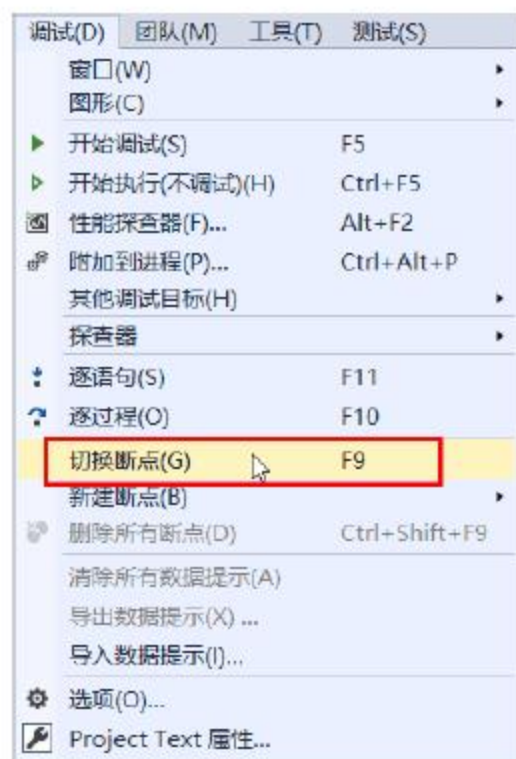 调试(D) 团队(M) 工具(T) 测试(S)
窗口(W)
图形(C)
开始调试(S) F5
开始执行(不调试)(H) Ctrl+F5
性能探查器(F)... Alt+F2
附加到进程(P)... Ctrl+Alt+P
其他调试目标(H)
探查器
逐语句(S) F11
逐过程(O) F10
切换断点(G) F9
新建断点(B)
删除所有断点(D) Ctrl+Shift+F9
清除所有数据提示(A)
导出数据提示(X) ...
导入数据提示(I)...
选项(O)...
Project Text 属性...